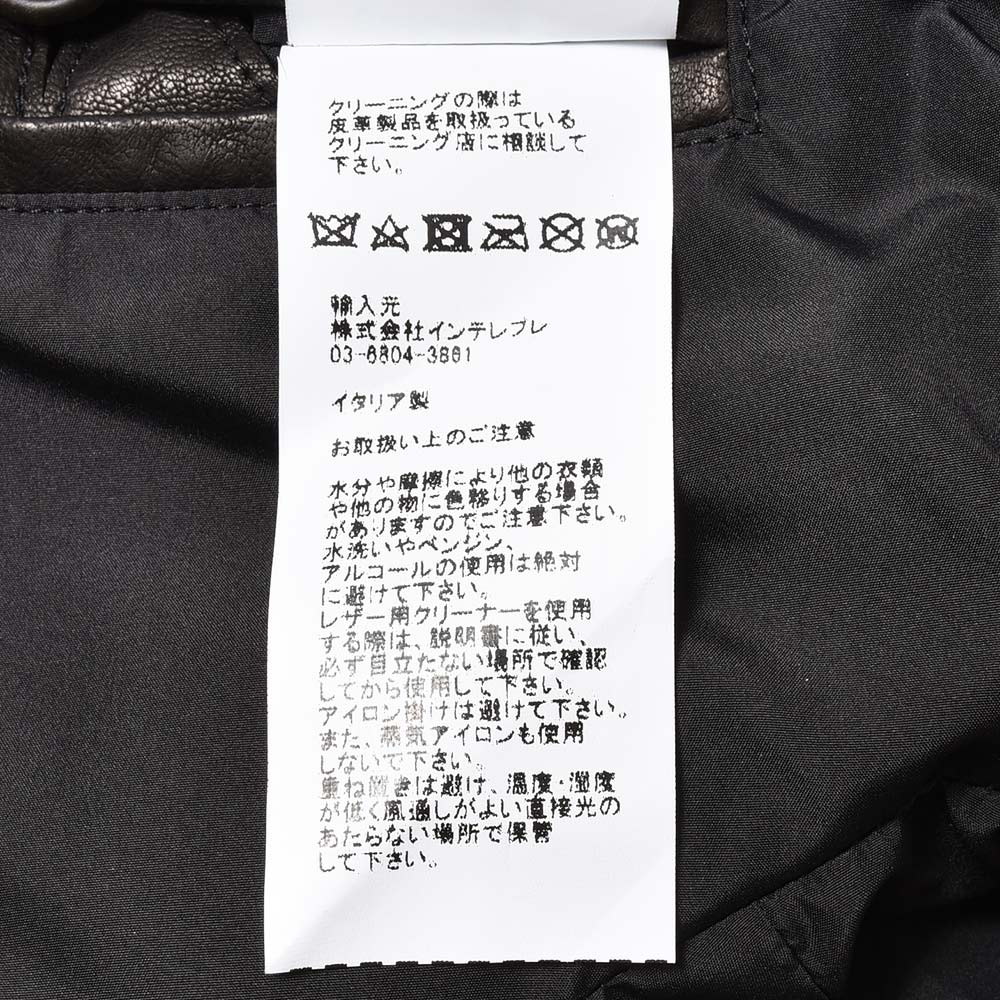 クリーニングの際は
皮革製品を取扱っている
クリーニング店に相談して
下さい。
輸入元
株式会社インテレプレ
03-6804-3861
イタリア製
お取扱い上のご注意
水分や摩擦により他の衣類
や他の物に色移りする場合
がありますのでご注意下さい。
水洗いやベンジン、
アルコールの使用は絶対
に避けて下さい。
レザー用クリーナーを使用
する際は、説明書に従い、
必ず目立たない場所で確認
してから使用して下さい。
アイロン掛けは避けて下さい。
また、蒸気アイロンも使用
しないで下さい。
重ね置きは避け、温度・湿度
が低く風通しがよい直接光の
あたらない場所で保管
して下さい。